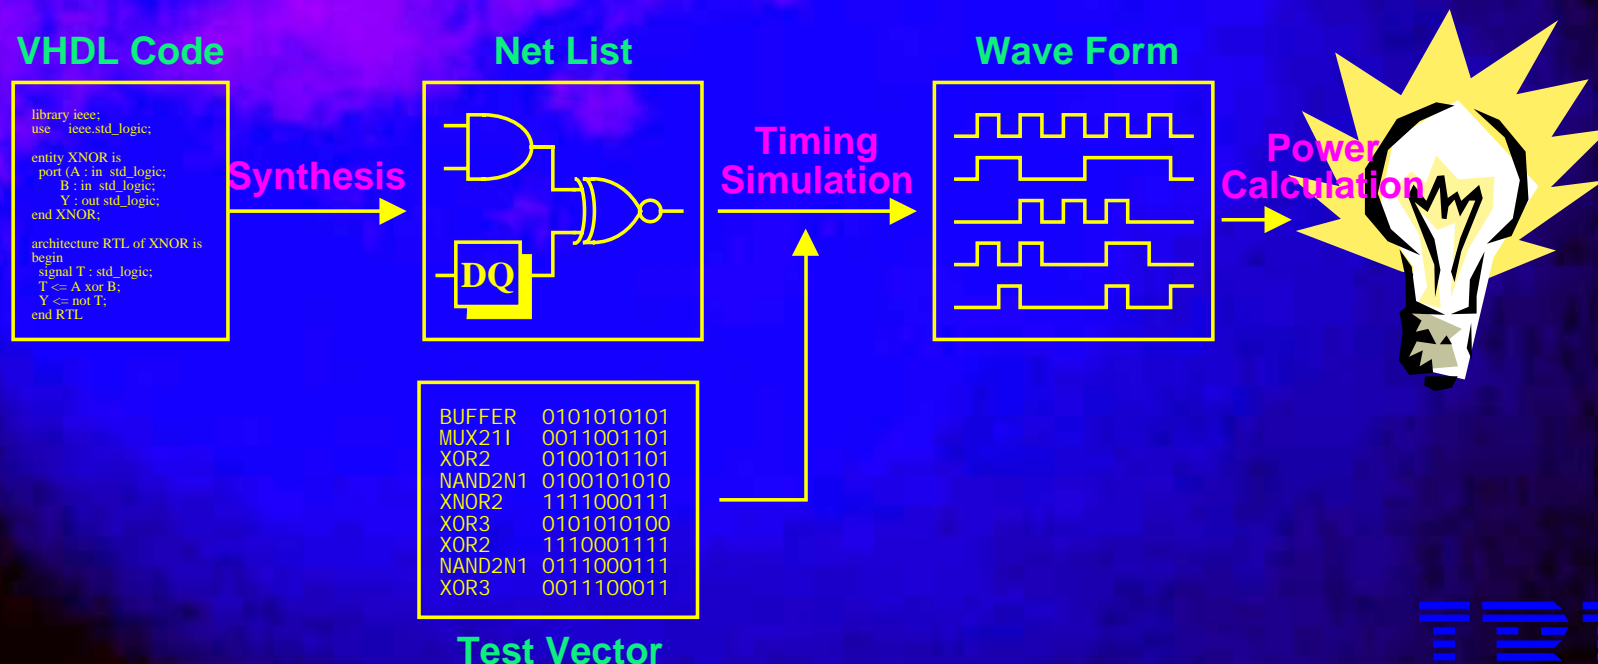 VHDL Code
library ieee;
use ieee.std_logic;
entity XNOR is
port (A : in std_logic;
B : in std_logic;
Y : out std_logic;
end XNOR;
architecture RTL of XNOR is
begin
signal T : std_logic;
T <= A xor B;
Y <= not T;
end RTL
Synthesis
Net List
DQ
Timing
Simulation
Wave Form
Power
Calculation
BUFFER 0101010101
MUX21I 0011001101
XOR2 0100101101
NAND2N1 0100101010
XNOR2 1111000111
XOR3 0101010100
XOR2 1110001111
NAND2N1 0111000111
XOR3 0011100011
Test Vector